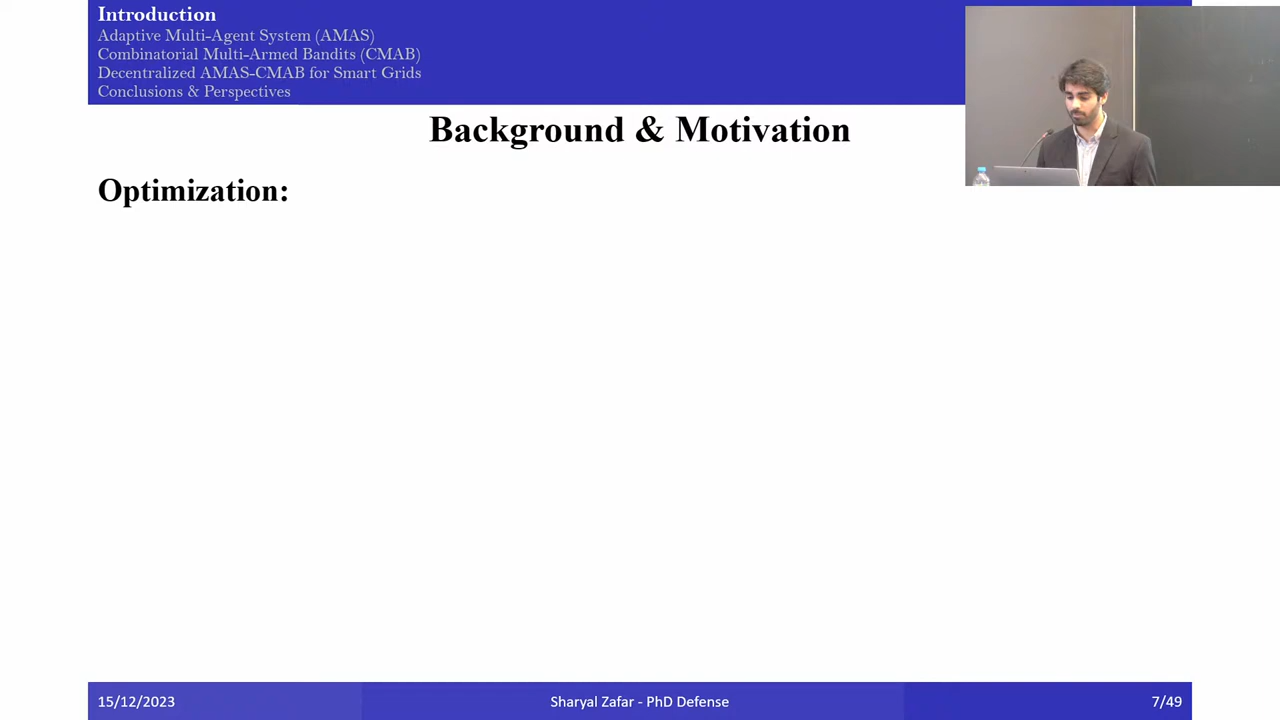 Introduction
Adaptive Multi-Agent System (AMAS)
Combinatorial Multi-Armed Bandits (CMAB)
Decentralized AMAS-CMAB for Smart Grids
Conclusions & Perspectives
Background & Motivation
Optimization:
15/12/2023
Sharyal Zafar - PhD Defense
7/49